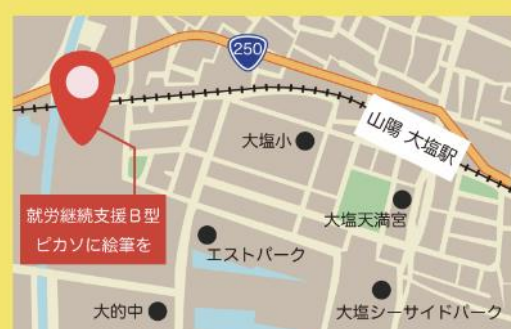 250
山陽 大塩駅
大塩小
就労継続支援B型
ピカソに絵筆を
大塩天満宮
エストパーク
大的中
大塩シーサイドパーク